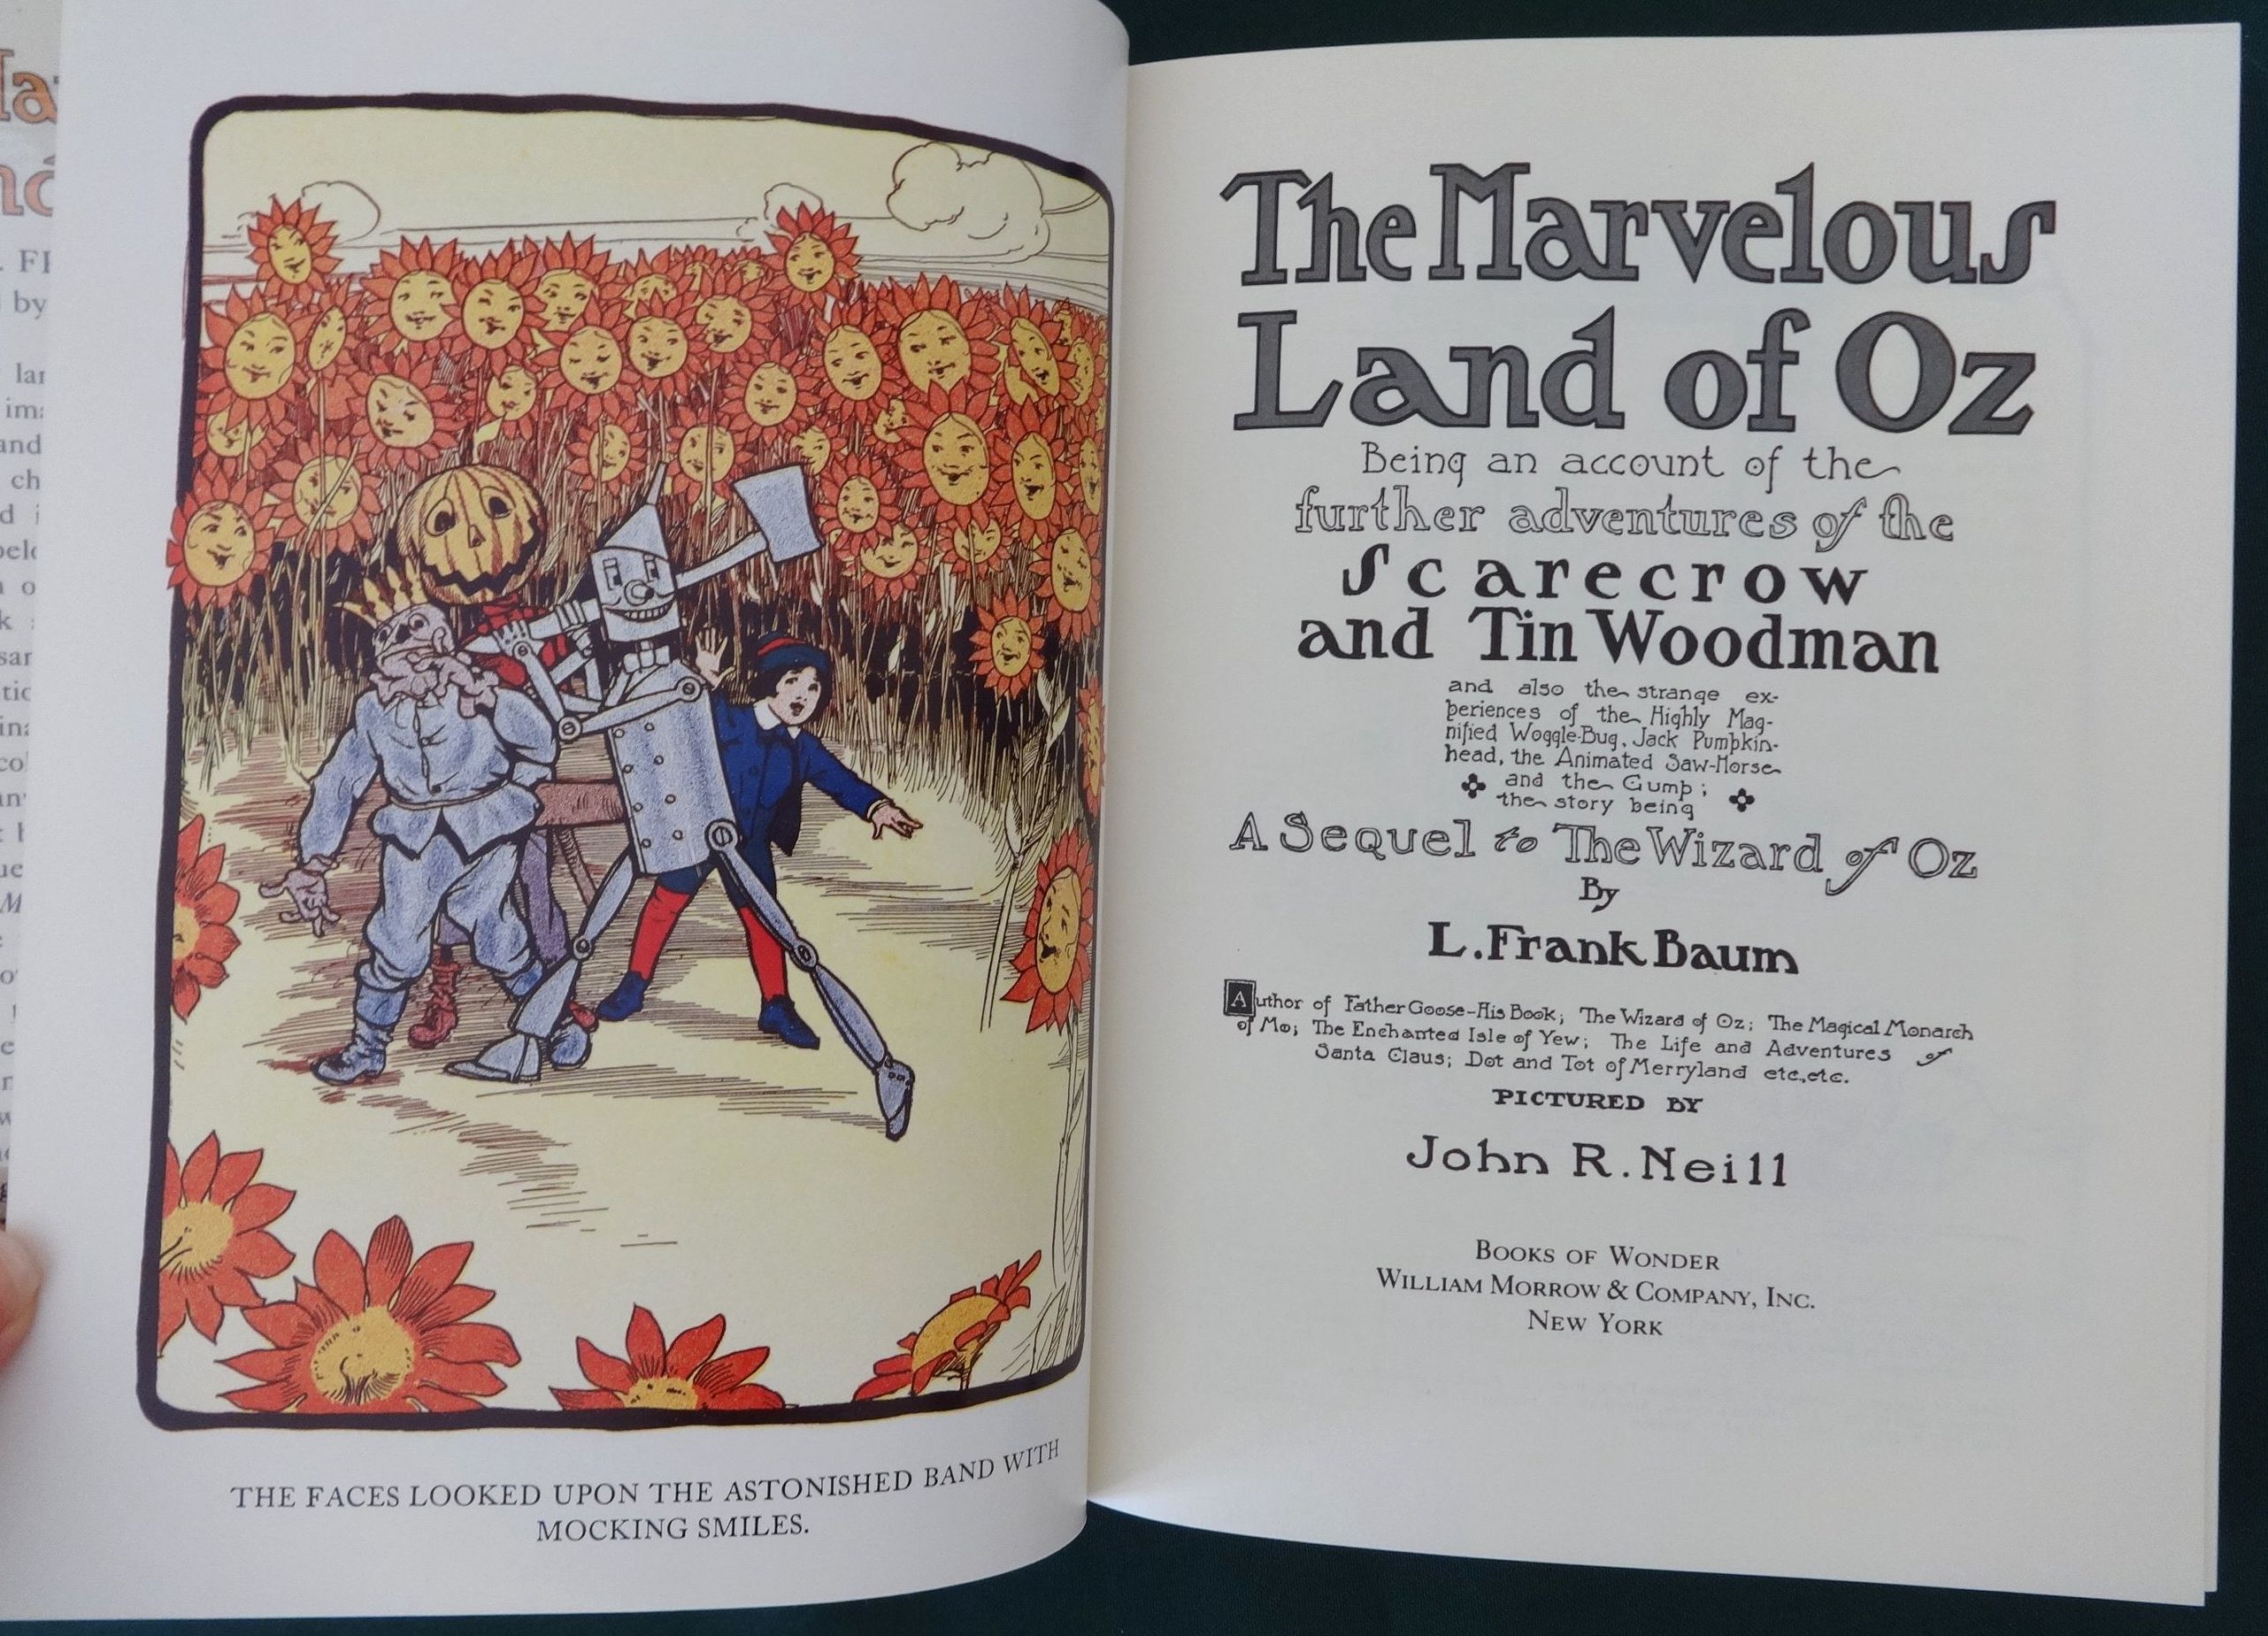 THE FACES LOOKED UPON THE ASTONISHED BAND WITH
MOCKING SMILES.
The Marvelous
Land of Oz
Being an account of the
further adventures of the
Scarecrow
and Tin Woodman
and also the strange ex-
periences of the Highly Mag-
nified Woggle-Bug, Jack Pumpkin-
head, the Animated Saw-Horse
and the Gump;
the story being
A Sequel to The Wizard of Oz
By
L. Frank Baum
Author of Father Goose-His Book; The Wizard of Oz; The Magical Monarch
of Mo; The Enchanted Isle of Yew; The Life and Adventures of
Santa Claus; Dot and Tot of Merryland etc., etc.
PICTURED BY
John R. Neill
BOOKS OF WONDER
WILLIAM MORROW & COMPANY, INC.
NEW YORK